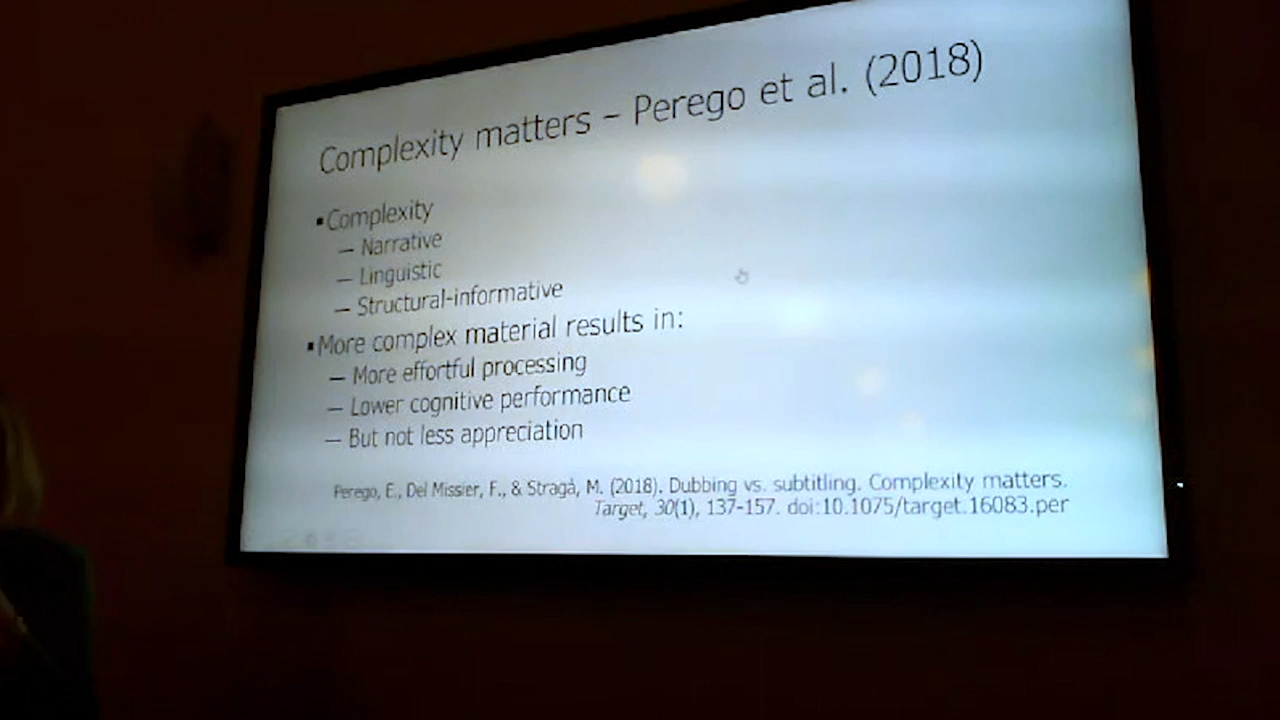 Complexity matters – Perego et al. (2018)
▪Complexity
– Narrative
– Linguistic
– Structural-informative
▪More complex material results in:
– More effortful processing
– Lower cognitive performance
– But not less appreciation
Perego, E., Del Missier, F., & Stragà, M. (2018). Dubbing vs. subtitling. Complexity matters.
Target, 30(1), 137-157. doi:10.1075/target.16083.per